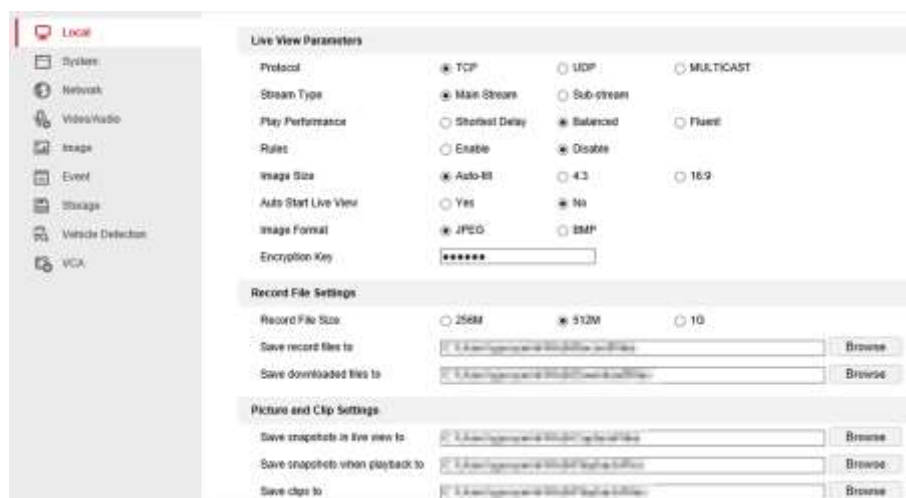 Local
System
Network
Video/Audio
Image
Event
Storage
Vehicle Detection
VCA
Live View Parameters
Protocol TCP UDP MULTICAST
Stream Type Main Stream Sub-stream
Play Performance Shortest Delay Balanced Fluent
Rules Enable Disable
Image Size Auto-fill 4:3 16:9
Auto Start Live View Yes No
Image Format JPEG BMP
Encryption Key
Record File Settings
Record File Size 256M 512M 1G
Save record files to Browse
Save downloaded files to Browse
Picture and Clip Settings
Save snapshots in live view to Browse
Save snapshots when playback to Browse
Save clips to Browse